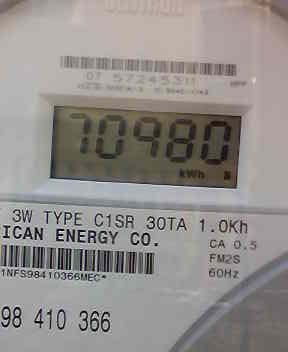 07 57245311
70980
kWh
3W TYPE C1SR 30TA 1.0Kh
ICAN ENERGY CO.
CA 0.5
FM2S
60Hz
1NFS98410366MEC*
98 410 366